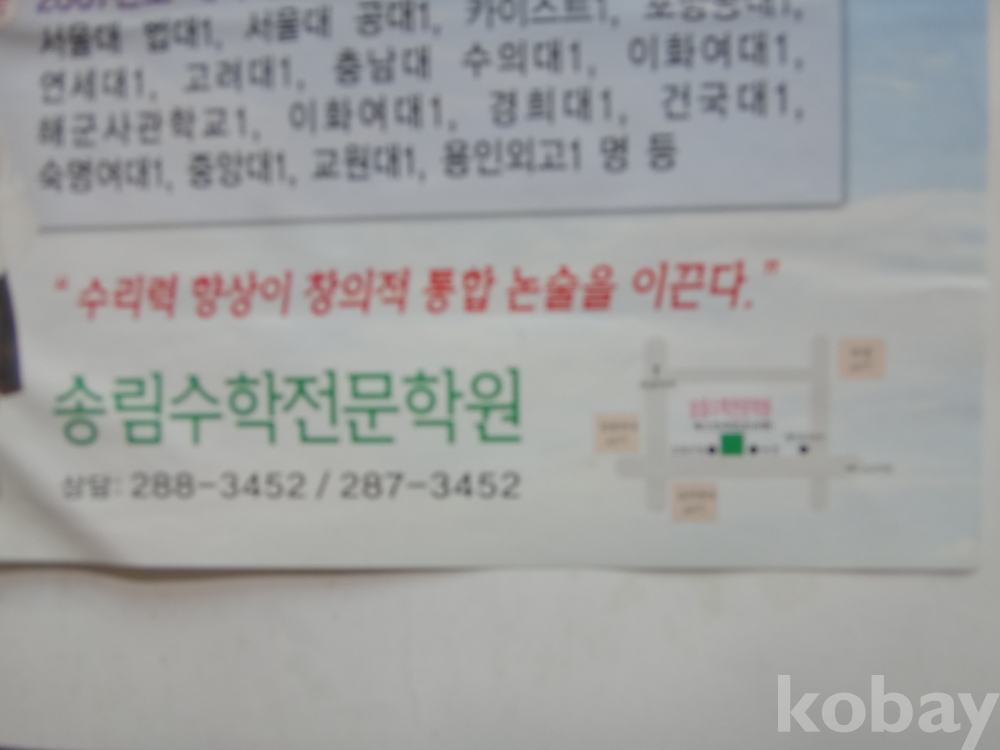 서울대 법대1, 서울대 공대1, 카이스트1,
연세대1, 고려대1, 충남대 수의대1, 이화여대1,
해군사관학교1, 이화여대1, 경희대1, 건국대1,
숙명여대1, 중앙대1, 교원대1, 용인외고1 명 등
“수리력 향상이 창의적 통합 논술을 이끈다.”
송림수학전문학원
상담: 288-3452 / 287-3452
kobay